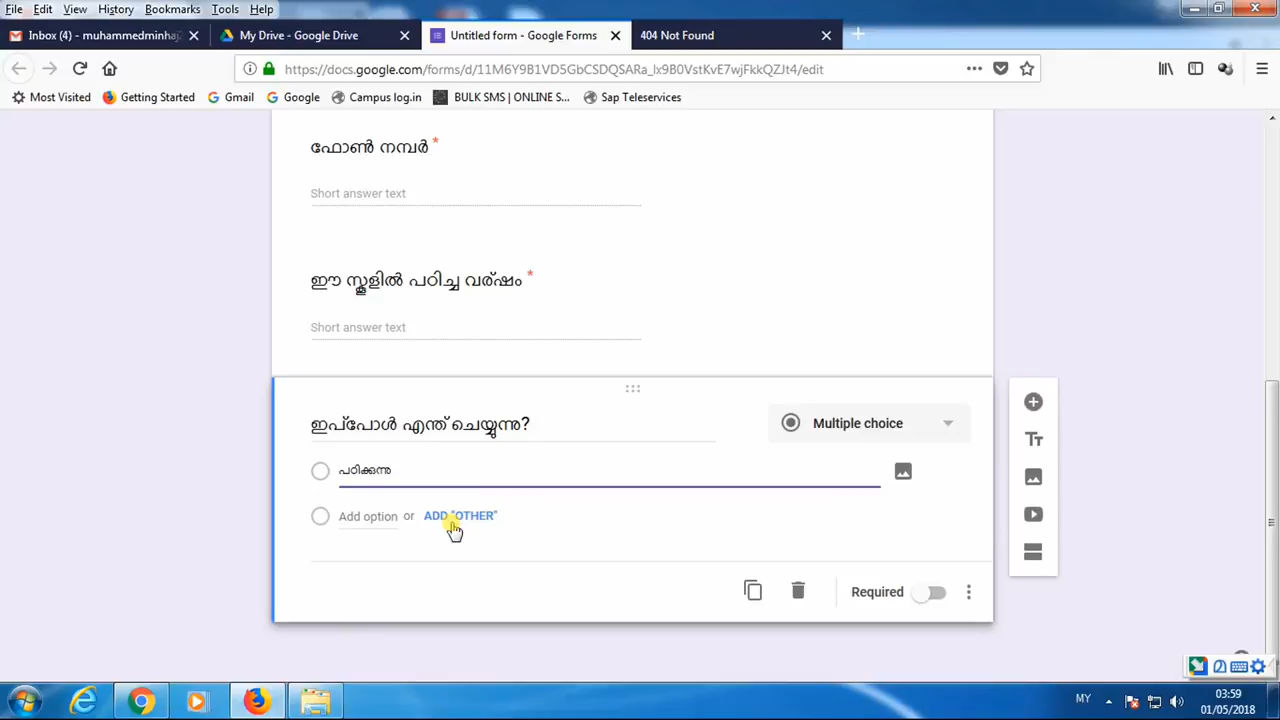 File Edit View History Bookmarks Tools Help
Inbox (4) - muhammedminhaj
My Drive - Google Drive
Untitled form - Google Forms
404 Not Found
https://docs.google.com/forms/d/11M6Y9B1VD5GbCSDQSARa_lx9B0VstKvE7wjFkkQZJt4/edit
Most Visited Getting Started Gmail Google Campus log.in BULK SMS | ONLINE S... Sap Teleservices
ഫോൺ നമ്പർ *
Short answer text
ഈ സ്കൂളിൽ പഠിച്ച വര്ഷം *
Short answer text
ഇപ്പോൾ എന്ത് ചെയ്യുന്നു?
Multiple choice
പഠിക്കുന്നു
Add option or ADD "OTHER"
Required
MY
03:59
01/05/2018